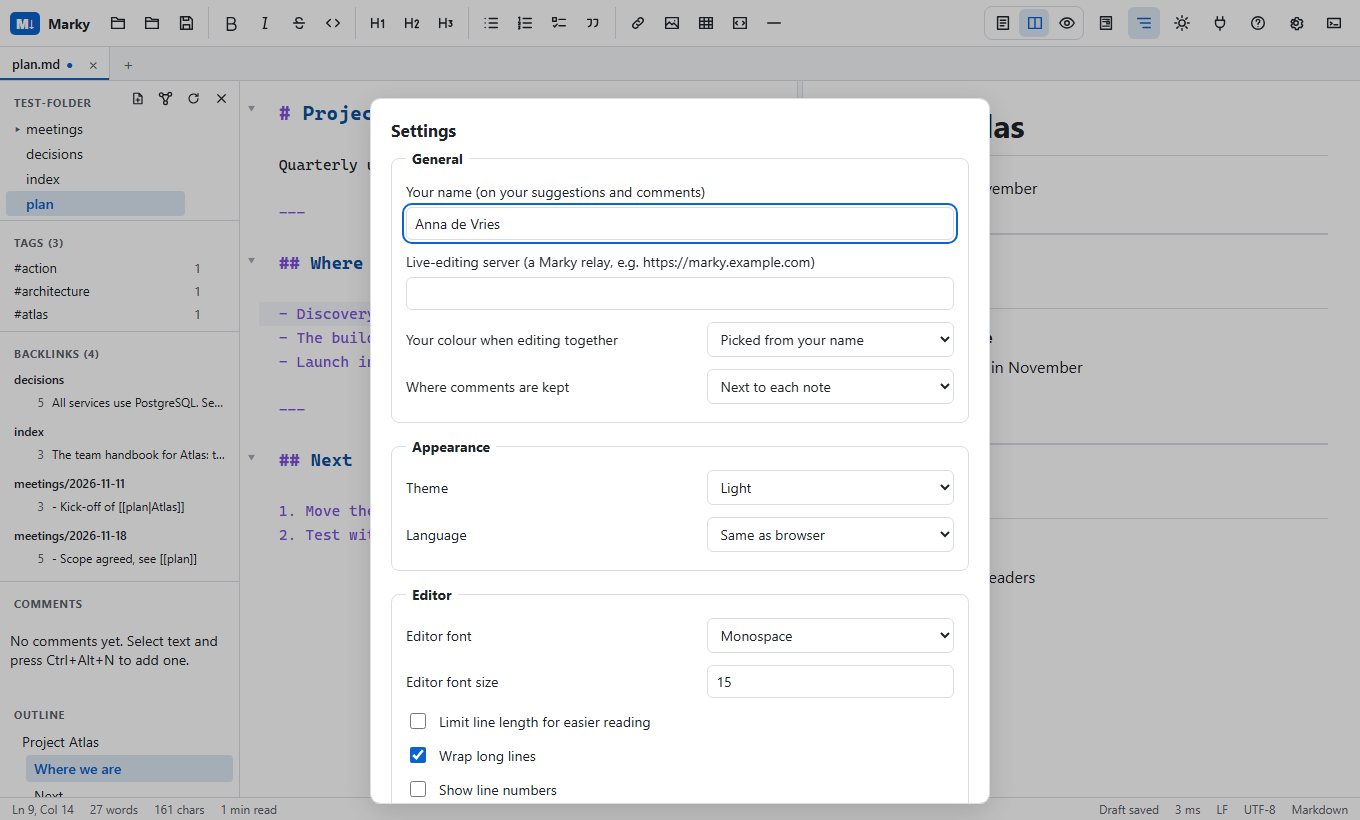 M↓ Marky
B I S H1 H2 H3
plan.md
TEST-FOLDER
meetings
decisions
index
plan
TAGS (3)
#action 1
#architecture 1
#atlas 1
BACKLINKS (4)
decisions
5 All services use PostgreSQL. Se...
index
3 The team handbook for Atlas: t...
meetings/2026-11-11
3 - Kick-off of [[plan|Atlas]]
meetings/2026-11-18
5 - Scope agreed, see [[plan]]
COMMENTS
No comments yet. Select text and
press Ctrl+Alt+N to add one.
OUTLINE
Project Atlas
Where we are
Next
# Projec
Quarterly
---
## Where
- Discovery
- The buil
- Launch in
---
## Next
1. Move the
2. Test wit
Settings
General
Your name (on your suggestions and comments)
Anna de Vries
Live-editing server (a Marky relay, e.g. https://marky.example.com)
Your colour when editing together Picked from your name
Where comments are kept Next to each note
Appearance
Theme Light
Language Same as browser
Editor
Editor font Monospace
Editor font size 15
Limit line length for easier reading
Wrap long lines
Show line numbers
las
vember
in November
eaders
Ln 9, Col 14 27 words 161 chars 1 min read
Draft saved 3 ms LF UTF-8 Markdown